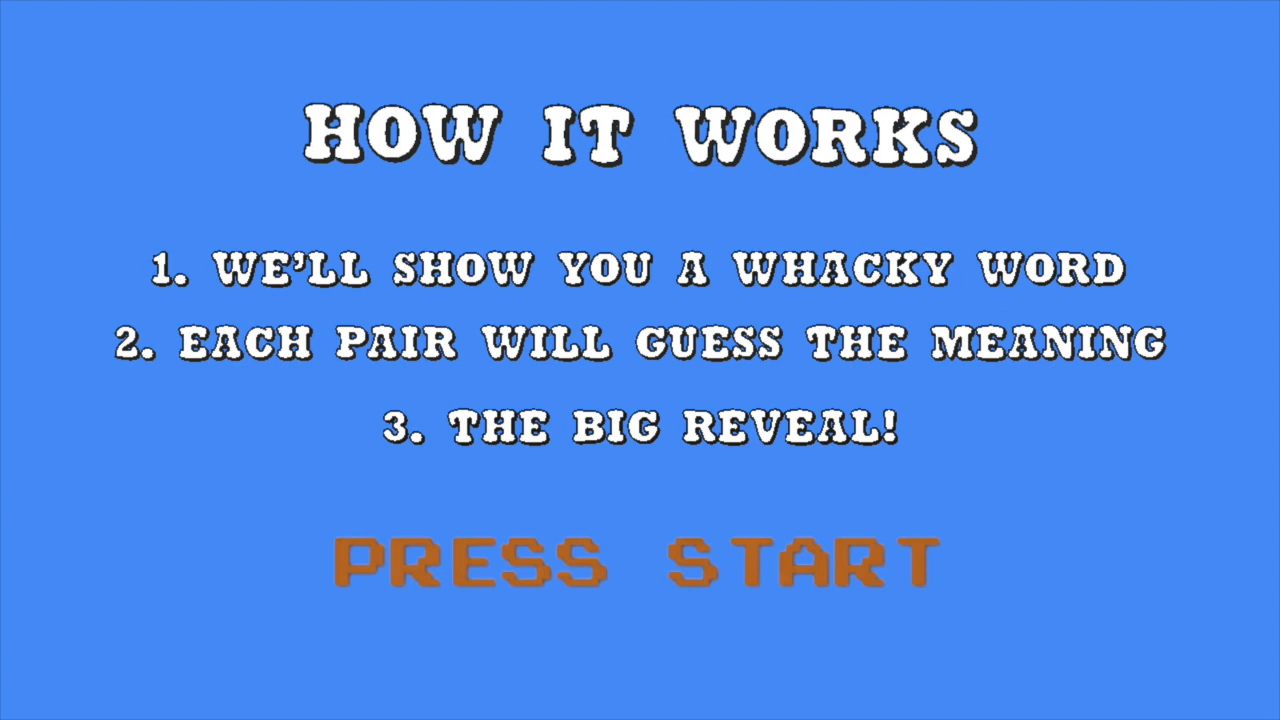 HOW IT WORKS
1. WE'LL SHOW YOU A WHACKY WORD
2. EACH PAIR WILL GUESS THE MEANING
3. THE BIG REVEAL!
PRESS START